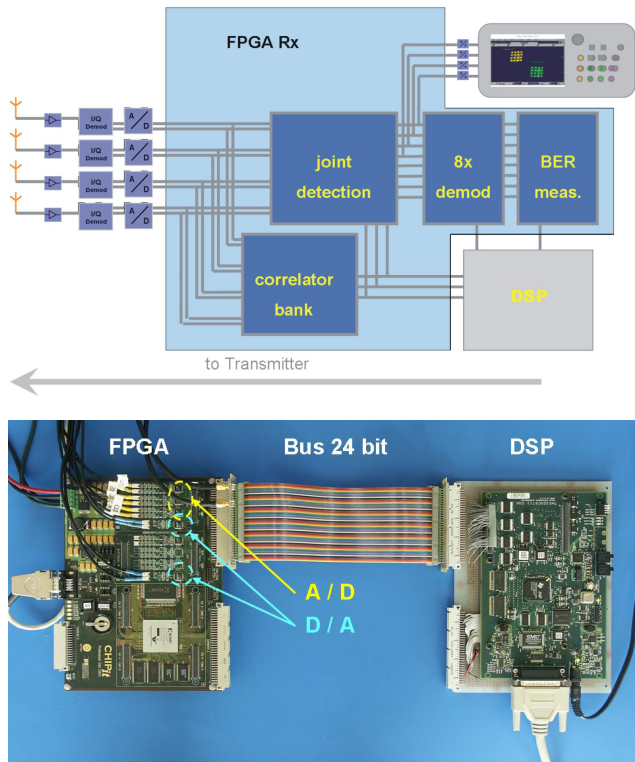 FPGA Rx
I/Q
Demod
A
D
I/Q
Demod
A
D
I/Q
Demod
A
D
I/Q
Demod
A
D
joint
detection
8x
demod
BER
meas.
correlator
bank
DSP
to Transmitter
FPGA
Bus 24 bit
DSP
A / D
D / A
CHIPit